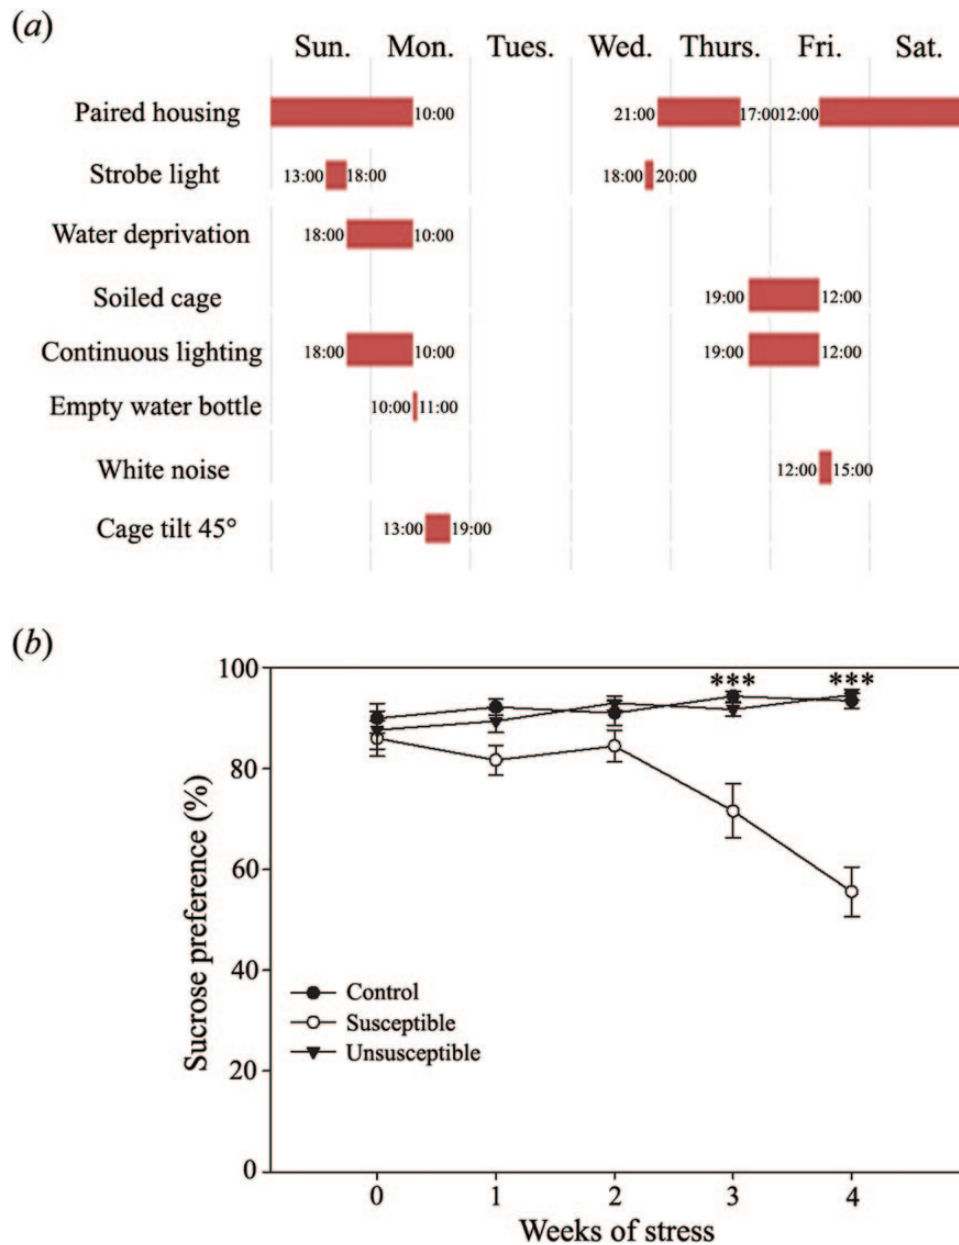 (a)
Sun. Mon. Tues. Wed. Thurs. Fri. Sat.
Paired housing 10:00 21:00 17:00 12:00
Strobe light 13:00 18:00 18:00 20:00
Water deprivation 18:00 10:00
Soiled cage 19:00 12:00
Continuous lighting 18:00 10:00 19:00 12:00
Empty water bottle 10:00 11:00
White noise 12:00 15:00
Cage tilt 45° 13:00 19:00
(b)
100
*** ***
80
60
40
20
0
Sucrose preference (%)
Control
Susceptible
Unsusceptible
0 1 2 3 4
Weeks of stress